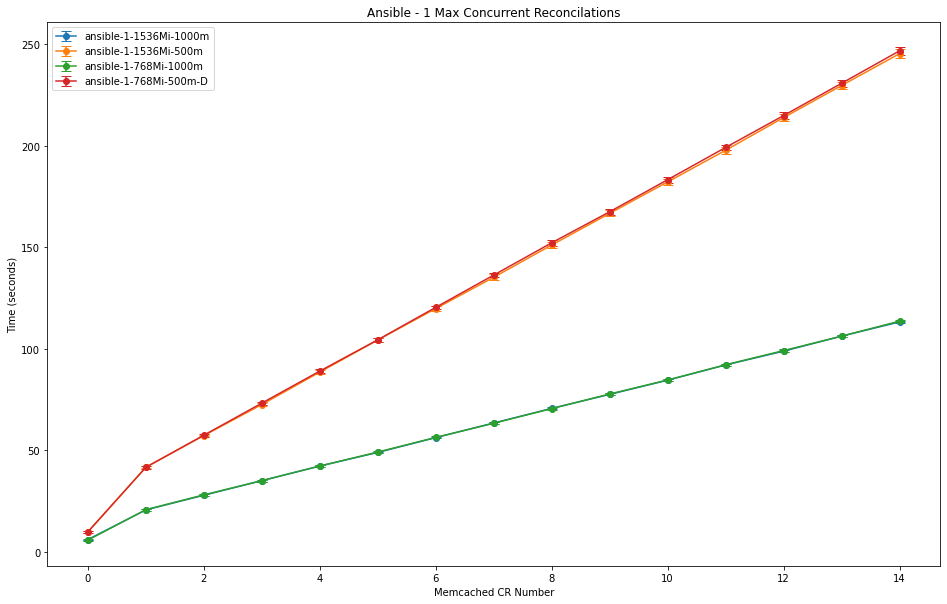 Ansible - 1 Max Concurrent Reconcilations
ansible-1-1536Mi-1000m
ansible-1-1536Mi-500m
ansible-1-768Mi-1000m
ansible-1-768Mi-500m-D
Time (seconds)
250
200
150
100
50
0
0 2 4 6 8 10 12 14
Memcached CR Number